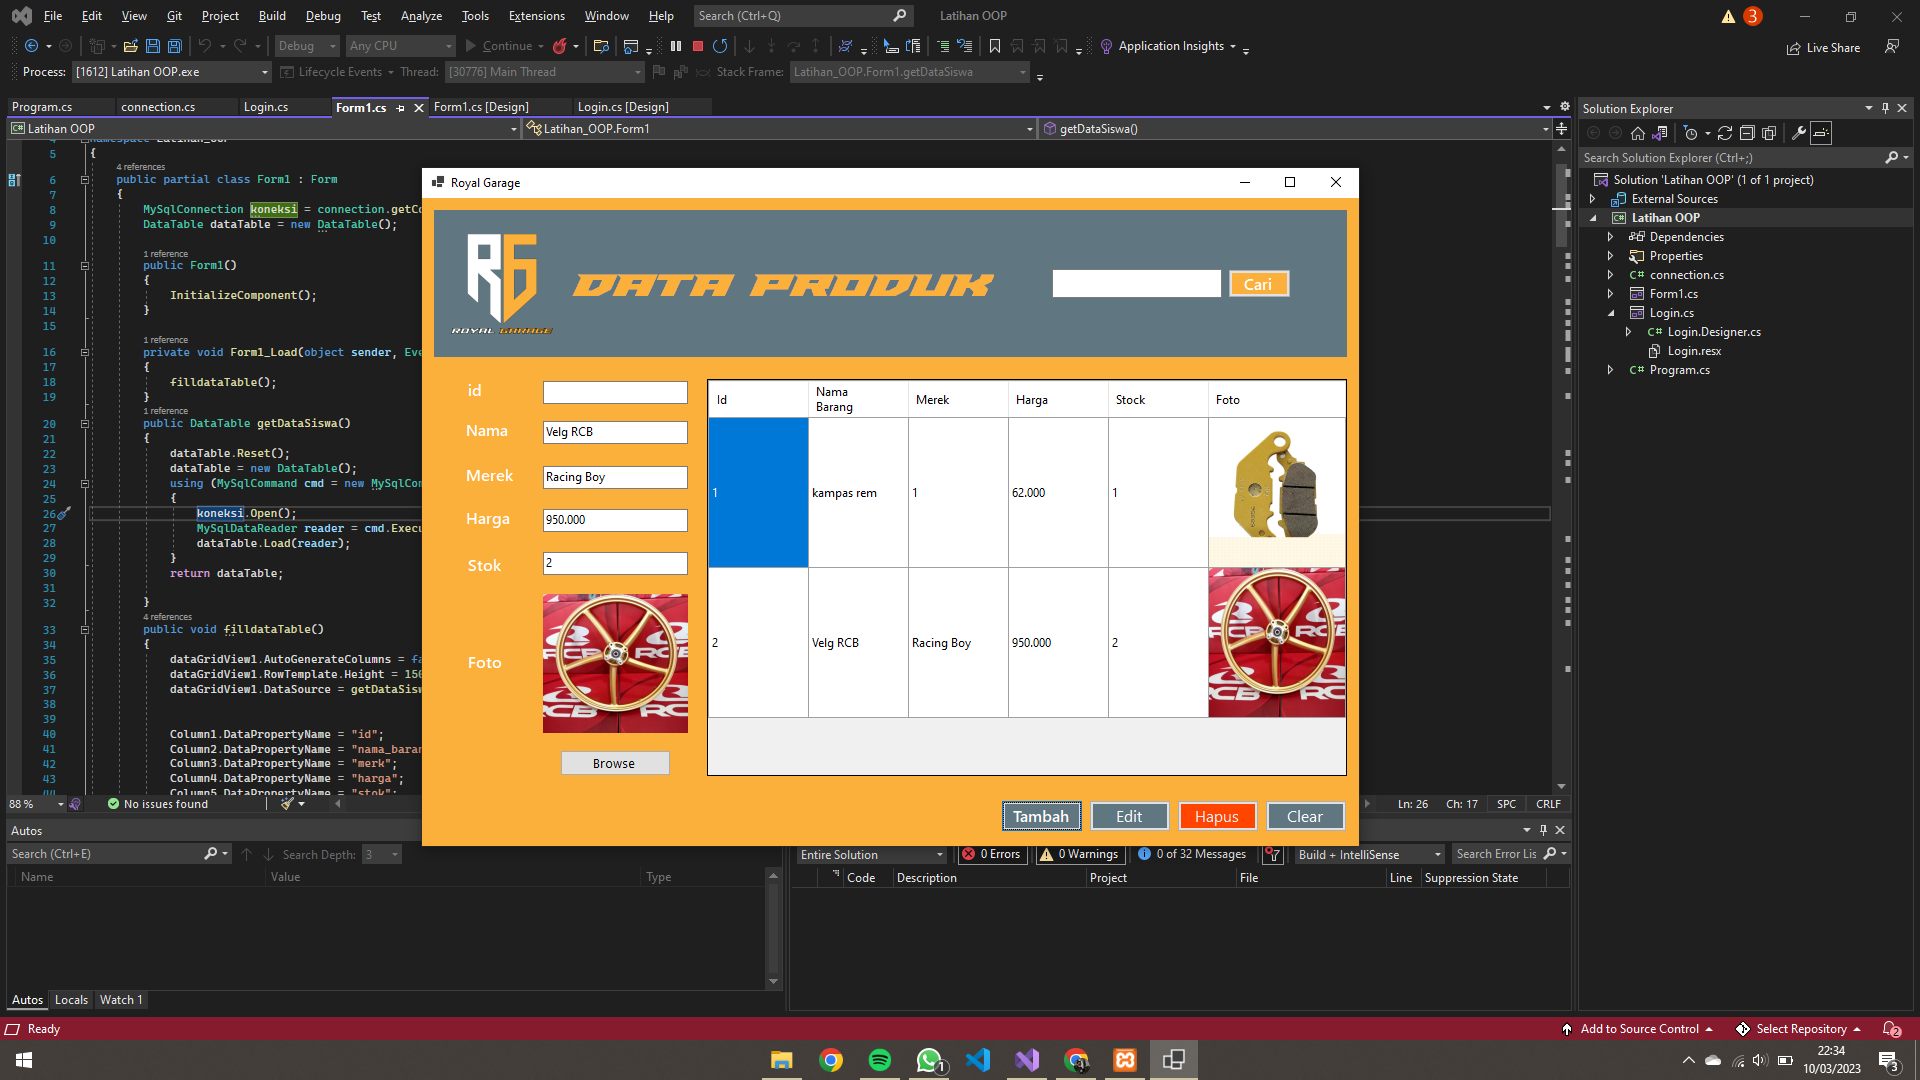 File Edit View Git Project Build Debug Test Analyze Tools Extensions Window Help Search (Ctrl+Q) Latihan OOP 3
Debug Any CPU Continue Application Insights Live Share
Process: [1612] Latihan OOP.exe Lifecycle Events Thread: [30776] Main Thread Stack Frame: Latihan_OOP.Form1.getDataSiswa
Program.cs connection.cs Login.cs Form1.cs Form1.cs [Design] Login.cs [Design]
Latihan OOP Latihan_OOP.Form1 getDataSiswa()
5 {
4 references
6 public partial class Form1 : Form
7 {
8 MySqlConnection koneksi = connection.getCo
9 DataTable dataTable = new DataTable();
10
1 reference
11 public Form1()
12 {
13 InitializeComponent();
14 }
15
1 reference
16 private void Form1_Load(object sender, Eve
17 {
18 filldataTable();
19 }
1 reference
20 public DataTable getDataSiswa()
21 {
22 dataTable.Reset();
23 dataTable = new DataTable();
24 using (MySqlCommand cmd = new MySqlCon
25 {
26 koneksi.Open();
27 MySqlDataReader reader = cmd.Execu
28 dataTable.Load(reader);
29 }
30 return dataTable;
31
32 }
4 references
33 public void filldataTable()
34 {
35 dataGridView1.AutoGenerateColumns = fa
36 dataGridView1.RowTemplate.Height = 150
37 dataGridView1.DataSource = getDataSisw
38
39
40 Column1.DataPropertyName = "id";
41 Column2.DataPropertyName = "nama_baran
42 Column3.DataPropertyName = "merk";
43 Column4.DataPropertyName = "harga";
44 Column5.DataPropertyName = "stok";
88 % No issues found Ln: 26 Ch: 17 SPC CRLF
Royal Garage
RG
ROYAL GARAGE
DATA PRODUK
Cari
id
Nama Velg RCB
Merek Racing Boy
Harga 950.000
Stok 2
Foto
Browse
Id Nama Barang Merek Harga Stock Foto
1 kampas rem 1 62.000 1
2 Velg RCB Racing Boy 950.000 2
RCB
Tambah Edit Hapus Clear
Solution Explorer
Search Solution Explorer (Ctrl+;)
Solution 'Latihan OOP' (1 of 1 project)
External Sources
Latihan OOP
Dependencies
Properties
connection.cs
Form1.cs
Login.cs
Login.Designer.cs
Login.resx
Program.cs
Autos
Search (Ctrl+E) Search Depth: 3
Name Value Type
Autos Locals Watch 1
Entire Solution 0 Errors 0 Warnings 0 of 32 Messages Build + IntelliSense Search Error Lis
Code Description Project File Line Suppression State
Ready Add to Source Control Select Repository 2
1
22:34
10/03/2023
3